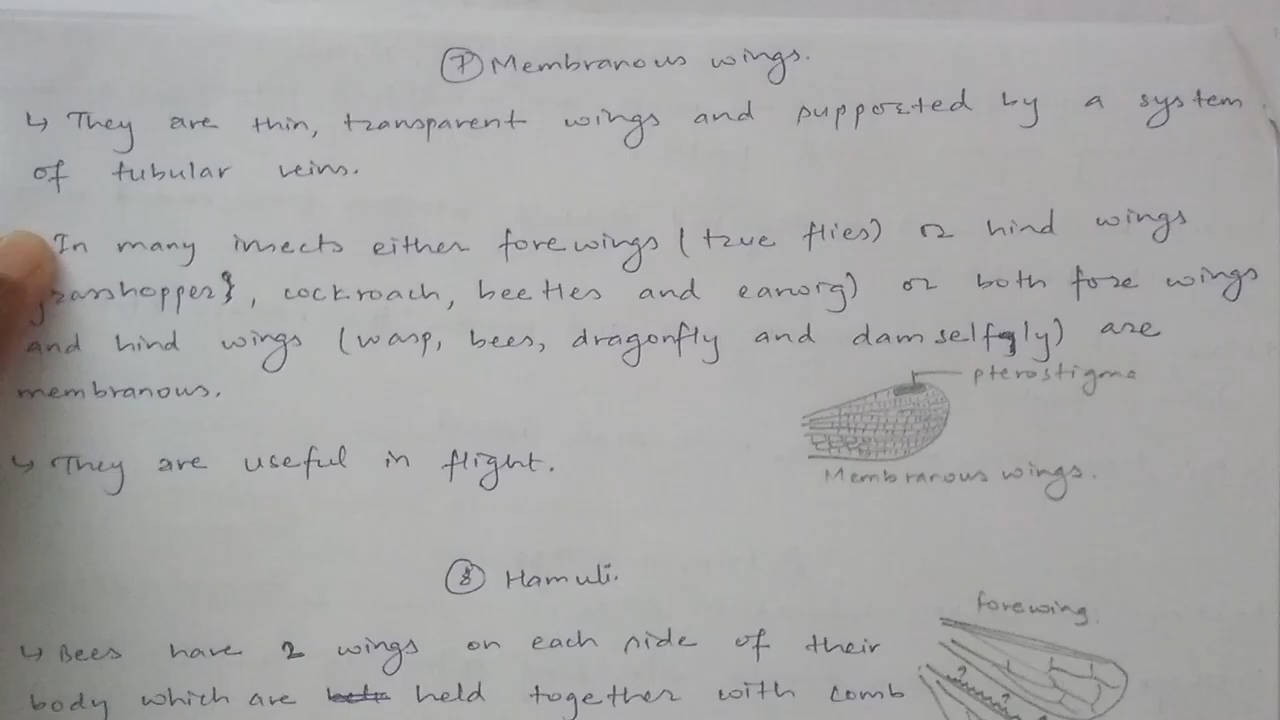 ⑦ Membranous wings.
↳ They are thin, transparent wings and supported by a system
of tubular veins.
In many insects either forewings (true flies) or hind wings
grasshopper}, cockroach, beetles and earwig) or both fore wings
and hind wings (wasp, bees, dragonfly and damselfly) are
membranous.
pterostigma
Membranous wings.
↳ They are useful in flight.
⑧ Hamuli.
forewing.
↳ Bees have 2 wings on each side of their
body which are held together with comb